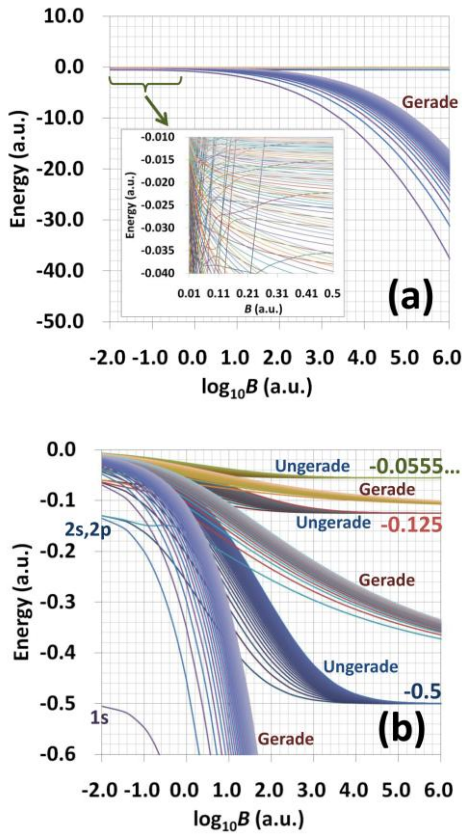 10.0
0.0
Gerade
-10.0
-0.010
-0.015
-0.020
-0.025
-0.030
-0.035
-0.040
Energy (a.u.)
0.01 0.11 0.21 0.31 0.41 0.5
B (a.u.)
-20.0
-30.0
-40.0
-50.0
Energy (a.u.)
(a)
-2.0 -1.0 0.0 1.0 2.0 3.0 4.0 5.0 6.0
log₁₀B (a.u.)
0.0
Ungerade -0.0555...
Gerade
-0.1
Ungerade -0.125
2s,2p
-0.2
Gerade
-0.3
-0.4
Ungerade
-0.5
-0.5
1s
Gerade
-0.6
Energy (a.u.)
(b)
-2.0 -1.0 0.0 1.0 2.0 3.0 4.0 5.0 6.0
log₁₀B (a.u.)